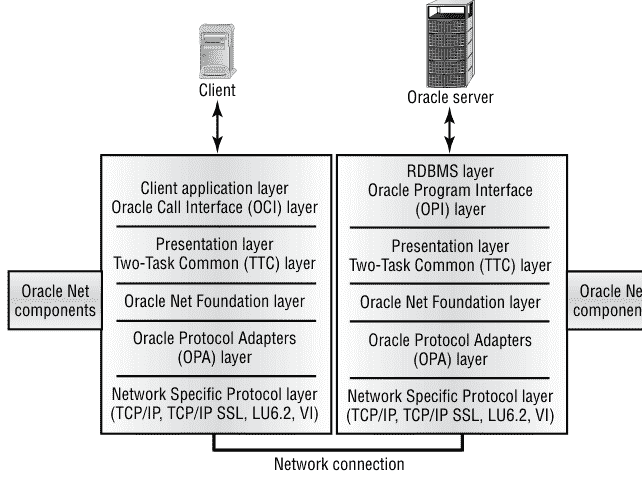 Client
Oracle server
Client application layer
Oracle Call Interface (OCI) layer
Presentation layer
Two-Task Common (TTC) layer
Oracle Net Foundation layer
Oracle Protocol Adapters
(OPA) layer
Network Specific Protocol layer
(TCP/IP, TCP/IP SSL, LU6.2, VI)
RDBMS layer
Oracle Program Interface
(OPI) layer
Presentation layer
Two-Task Common (TTC) layer
Oracle Net Foundation layer
Oracle Protocol Adapters
(OPA) layer
Network Specific Protocol layer
(TCP/IP, TCP/IP SSL, LU6.2, VI)
Oracle Net
components
Oracle Ne
component
Network connection